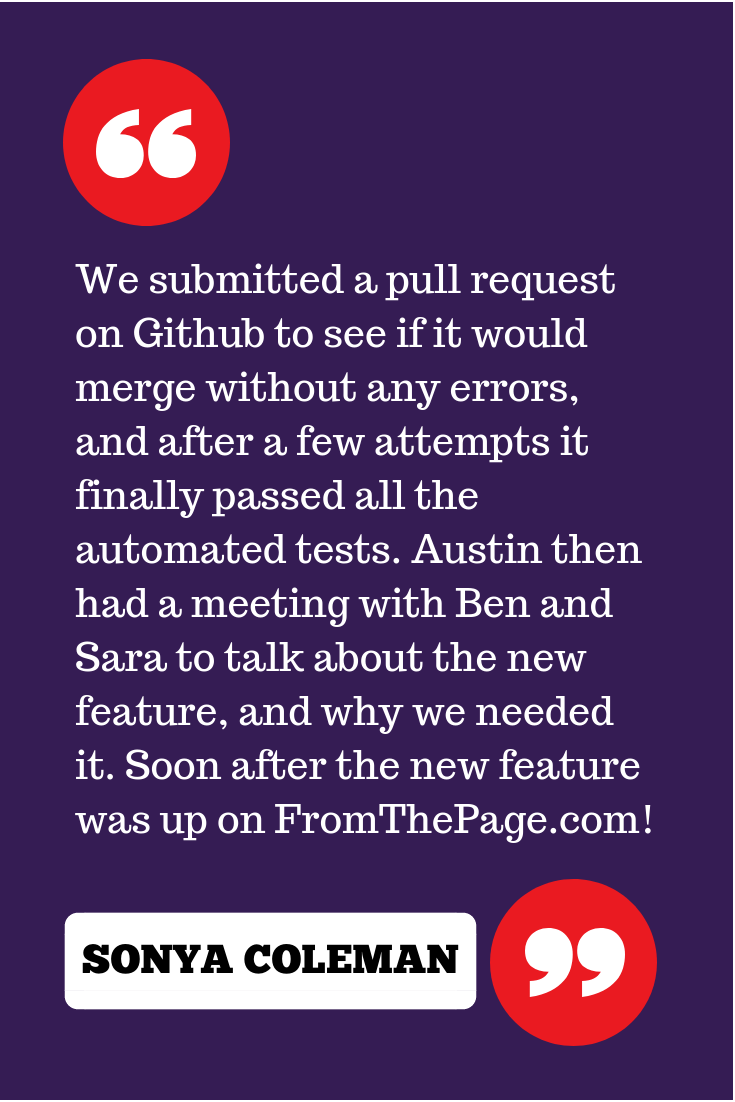 “
We submitted a pull request
on Github to see if it would
merge without any errors,
and after a few attempts it
finally passed all the
automated tests. Austin then
had a meeting with Ben and
Sara to talk about the new
feature, and why we needed
it. Soon after the new feature
was up on FromThePage.com!
SONYA COLEMAN
”